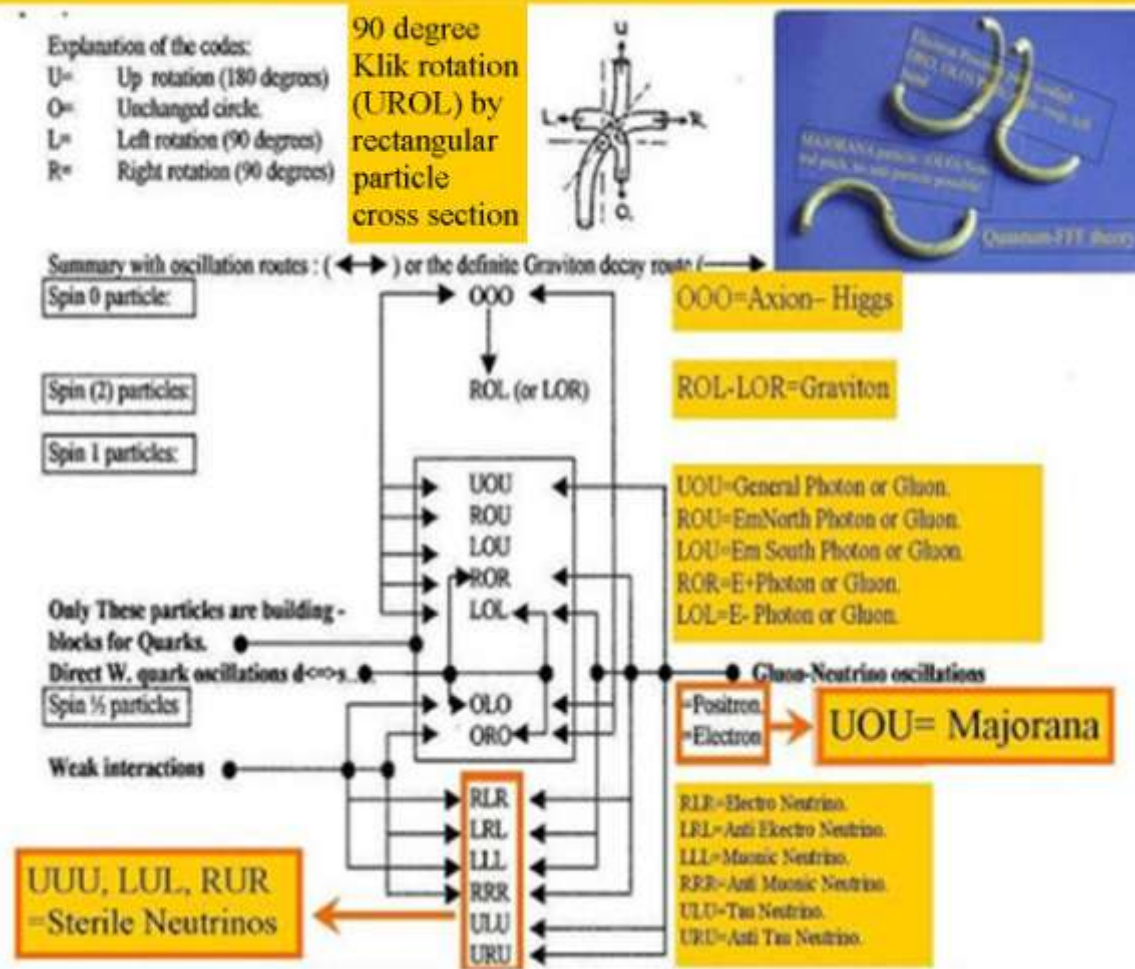 Explanation of the codes:
U= Up rotation (180 degrees)
O= Unchanged circle.
L= Left rotation (90 degrees)
R= Right rotation (90 degrees)
90 degree
Klik rotation
(UROL) by
rectangular
particle
cross section
U
L
R
O.
MAJORANA particle
Quantum-FFF theory
Summary with oscillation routes : ( ◄─► ) or the definite Graviton decay route (──►
Spin 0 particle:
OOO
OOO=Axion– Higgs
Spin (2) particles:
ROL (or LOR)
ROL-LOR=Graviton
Spin 1 particles:
UOU
UOU=General Photon or Gluon.
ROU
ROU=EmNorth Photon or Gluon.
LOU
LOU=Em South Photon or Gluon.
ROR
ROR=E+Photon or Gluon.
LOL
LOL=E- Photon or Gluon.
Only These particles are building -
blocks for Quarks.
Direct W. quark oscillations d<=>s...
Gluon-Neutrino oscillations
Spin ½ particles
OLO
=Positron.
ORO
=Electron
UOU= Majorana
Weak interactions
RLR
RLR=Electro Neutrino.
LRL
LRL=Anti Ekectro Neutrino.
LLL
LLL=Muonic Neutrino.
RRR
RRR=Anti Muonic Neutrino.
ULU
ULU=Tau Neutrino.
URU
URU=Anti Tau Neutrino.
UUU, LUL, RUR
=Sterile Neutrinos